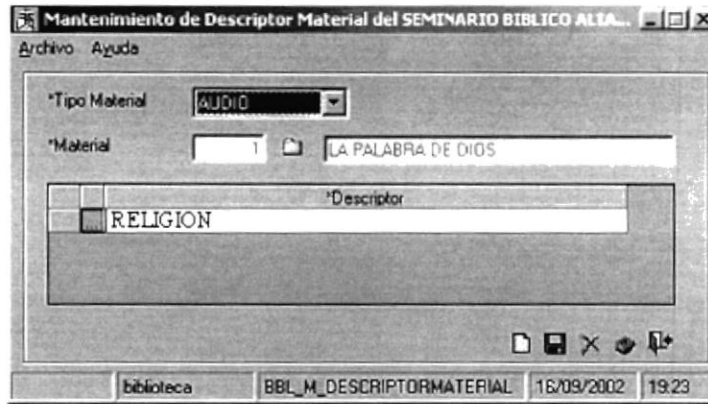 Mantenimiento de Descriptor Material del SEMINARIO BIBLICO ALIA...
Archivo Ayuda
*Tipo Material AUDIO
*Material 1 LA PALABRA DE DIOS
*Descriptor
... RELIGION
biblioteca BBL_M_DESCRIPTORMATERIAL 16/09/2002 19:23